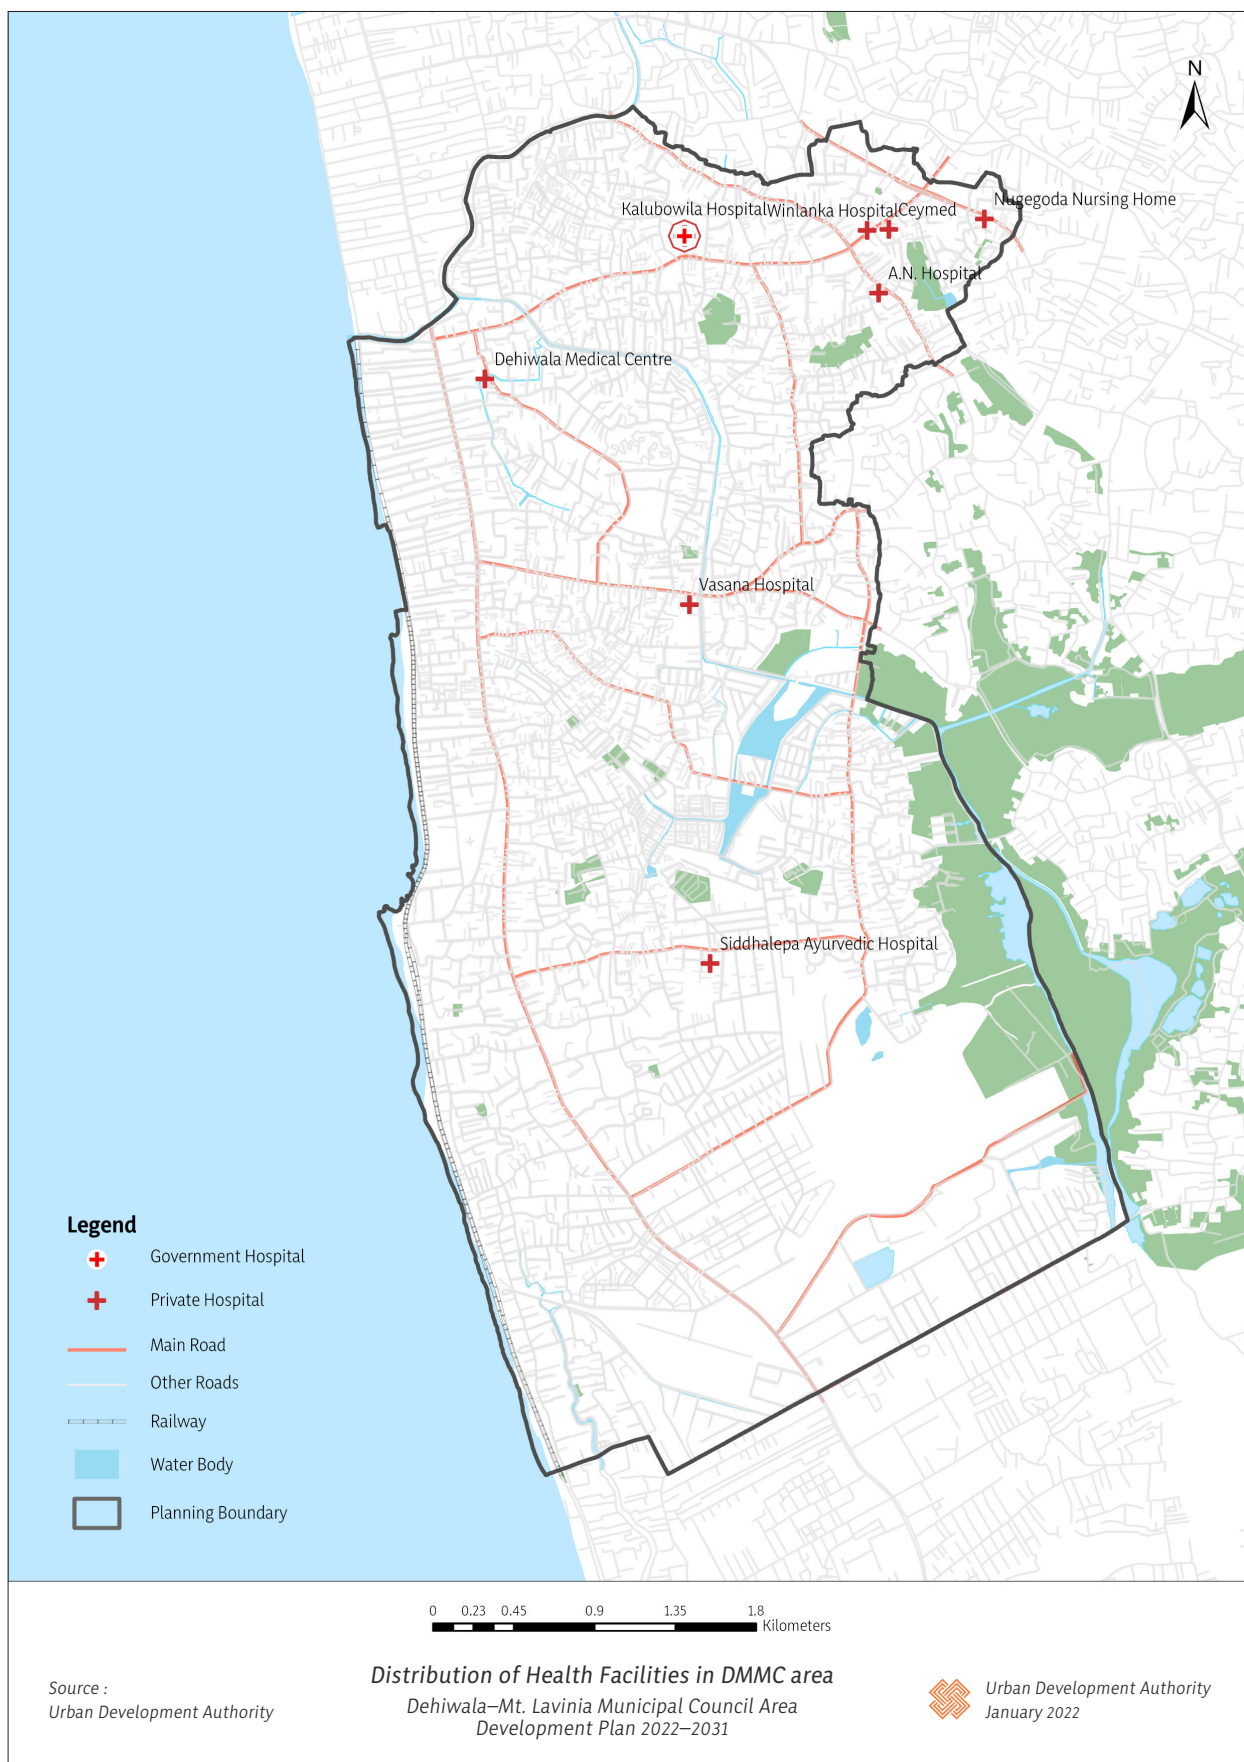 N
Nugegoda Nursing Home
Kalubowila Hospital
Winlanka Hospital
Ceymed
A.N. Hospital
Dehiwala Medical Centre
Vasana Hospital
Siddhalepa Ayurvedic Hospital
Legend
Government Hospital
Private Hospital
Main Road
Other Roads
Railway
Water Body
Planning Boundary
0 0.23 0.45 0.9 1.35 1.8
Kilometers
Distribution of Health Facilities in DMMC area
Dehiwala–Mt. Lavinia Municipal Council Area
Development Plan 2022–2031
Source :
Urban Development Authority
Urban Development Authority
January 2022